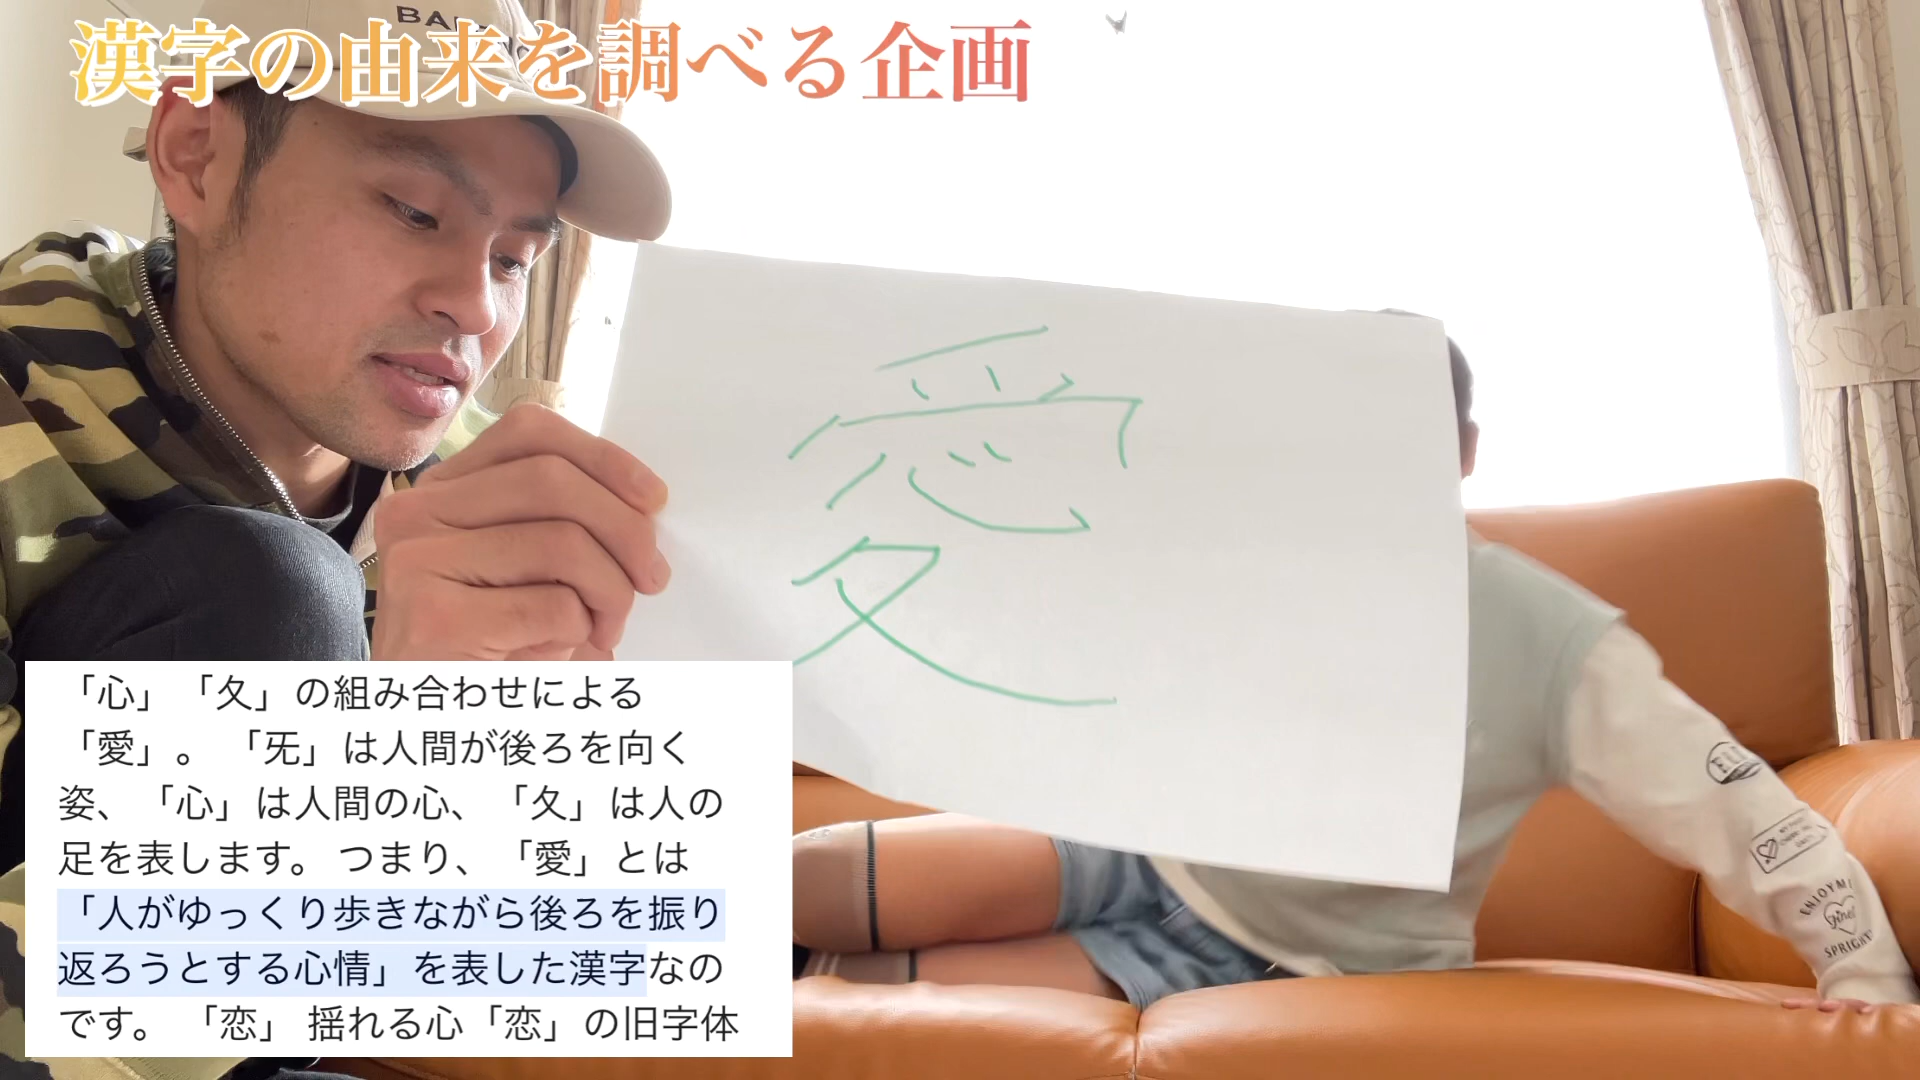 漢字の由来を調べる企画
愛
「心」「夂」の組み合わせによる
「愛」。 「旡」は人間が後ろを向く
姿、「心」は人間の心、「夂」は人の
足を表します。 つまり、「愛」とは
「人がゆっくり歩きながら後ろを振り
返ろうとする心情」を表した漢字なの
です。 「恋」 揺れる心「恋」の旧字体
ENJOYM
SPRIGHT